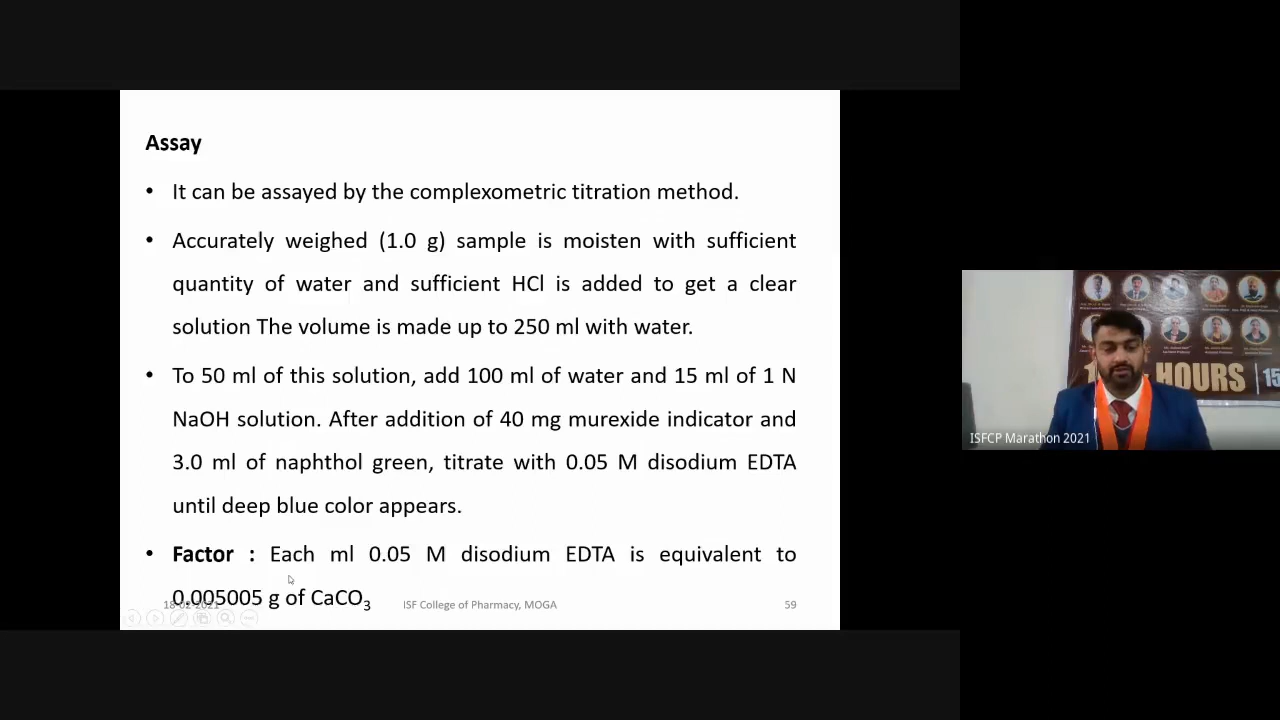 Assay
• It can be assayed by the complexometric titration method.
• Accurately weighed (1.0 g) sample is moisten with sufficient
quantity of water and sufficient HCl is added to get a clear
solution The volume is made up to 250 ml with water.
• To 50 ml of this solution, add 100 ml of water and 15 ml of 1 N
NaOH solution. After addition of 40 mg murexide indicator and
3.0 ml of naphthol green, titrate with 0.05 M disodium EDTA
until deep blue color appears.
• Factor : Each ml 0.05 M disodium EDTA is equivalent to
0.005005 g of CaCO₃
18-02-2021
ISF College of Pharmacy, MOGA
59
HOURS
15
ISFCP Marathon 2021